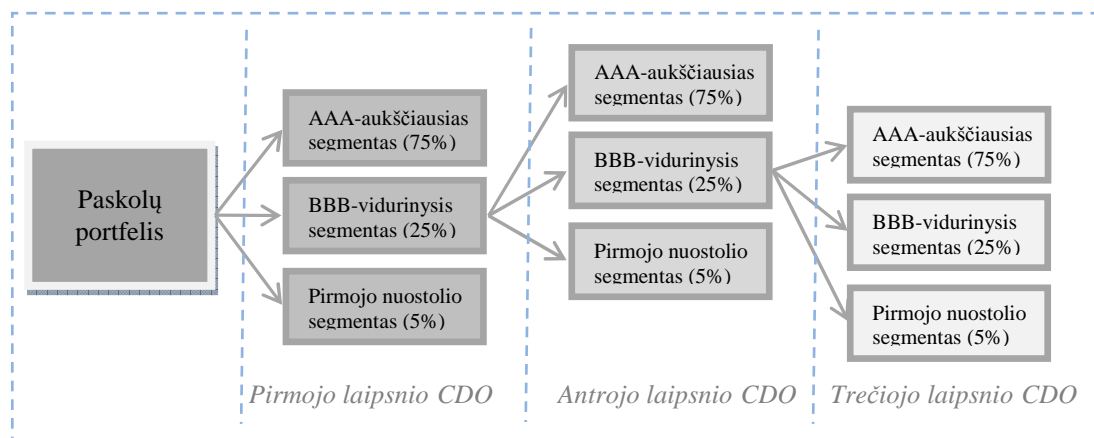 Paskolų
portfelis
AAA-aukščiausias
segmentas (75%)
BBB-vidurinysis
segmentas (25%)
Pirmojo nuostolio
segmentas (5%)
Pirmojo laipsnio CDO
AAA-aukščiausias
segmentas (75%)
BBB-vidurinysis
segmentas (25%)
Pirmojo nuostolio
segmentas (5%)
Antrojo laipsnio CDO
AAA-aukščiausias
segmentas (75%)
BBB-vidurinysis
segmentas (25%)
Pirmojo nuostolio
segmentas (5%)
Trečiojo laipsnio CDO